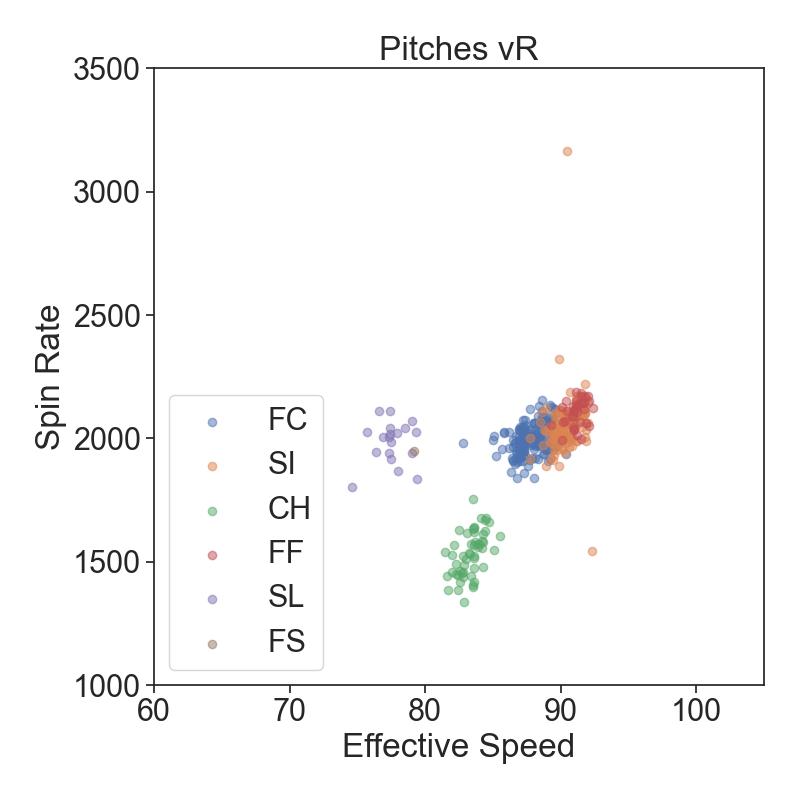 Pitches vR
3500
3000
2500
2000
1500
1000
Spin Rate
FC
SI
CH
FF
SL
FS
60 70 80 90 100
Effective Speed